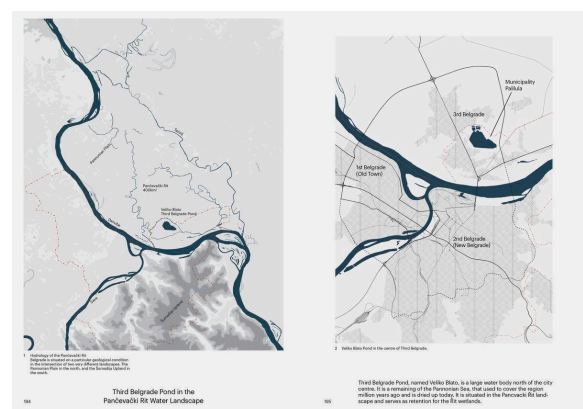 Tamiš
Pannonian Plain
Pančevački Rit
400km²
Danube
Veliko Blato
Third Belgrade Pond
Sava
Šumadija Upland
1 Hydrology of the Pančevački Rit
Belgrade is situated on a particular geological condition
in the intersection of two very different landscapes. The
Pannonian Plain in the north, and the Šumadija Upland in
the south.
194
Third Belgrade Pond in the
Pančevački Rit Water Landscape
Municipality
Palilula
3rd Belgrade
1st Belgrade
(Old Town)
2nd Belgrade
(New Belgrade)
2 Veliko Blato Pond in the centre of Third Belgrade.
195
Third Belgrade Pond, named Veliko Blato, is a large water body north of the city
centre. It is a remaining of the Pannonian Sea, that used to cover the region
million years ago and is dried up today. It is situated in the Pancvacki Rit land-
scape and serves as retention for the Rit wetlands.